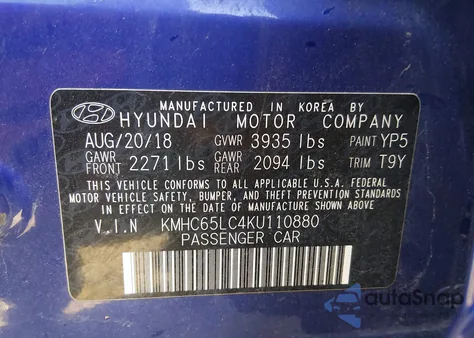 MANUFACTURED IN KOREA BY
HYUNDAI MOTOR COMPANY
AUG/20/18 GVWR 3935 lbs PAINT YP5
GAWR FRONT 2271 lbs GAWR REAR 2094 lbs TRIM T9Y
THIS VEHICLE CONFORMS TO ALL APPLICABLE U.S.A. FEDERAL
MOTOR VEHICLE SAFETY, BUMPER, AND THEFT PREVENTION STANDARDS
IN EFFECT ON THE DATE OF MANUFACTURE SHOWN ABOVE.
V.I.N KMHC65LC4KU110880
PASSENGER CAR
autoSnap